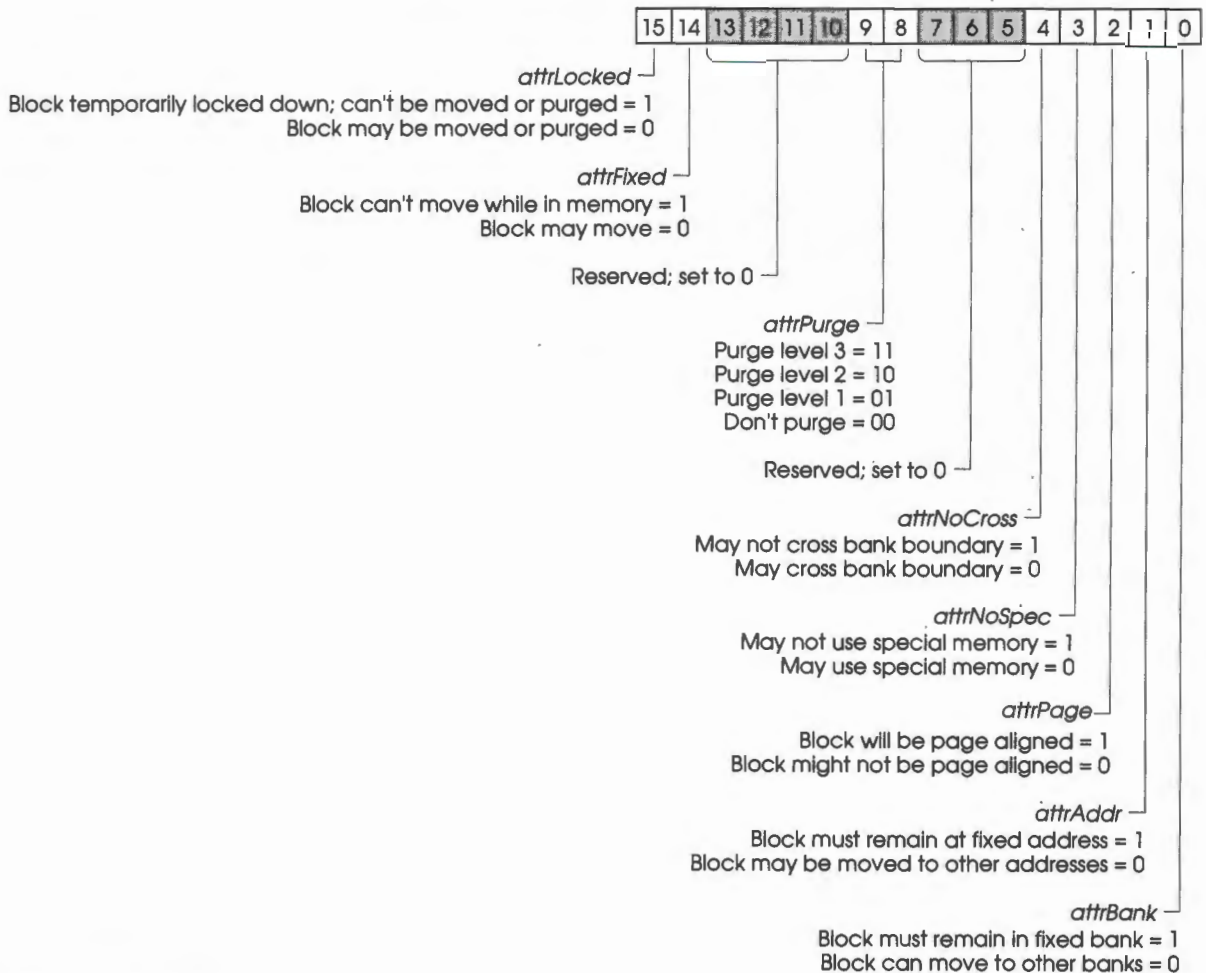 15 14 13 12 11 10 9 8 7 6 5 4 3 2 1 0
attrLocked
Block temporarily locked down; can't be moved or purged = 1
Block may be moved or purged = 0
attrFixed
Block can't move while in memory = 1
Block may move = 0
Reserved; set to 0
attrPurge
Purge level 3 = 11
Purge level 2 = 10
Purge level 1 = 01
Don't purge = 00
Reserved; set to 0
attrNoCross
May not cross bank boundary = 1
May cross bank boundary = 0
attrNoSpec
May not use special memory = 1
May use special memory = 0
attrPage
Block will be page aligned = 1
Block might not be page aligned = 0
attrAddr
Block must remain at fixed address = 1
Block may be moved to other addresses = 0
attrBank
Block must remain in fixed bank = 1
Block can move to other banks = 0